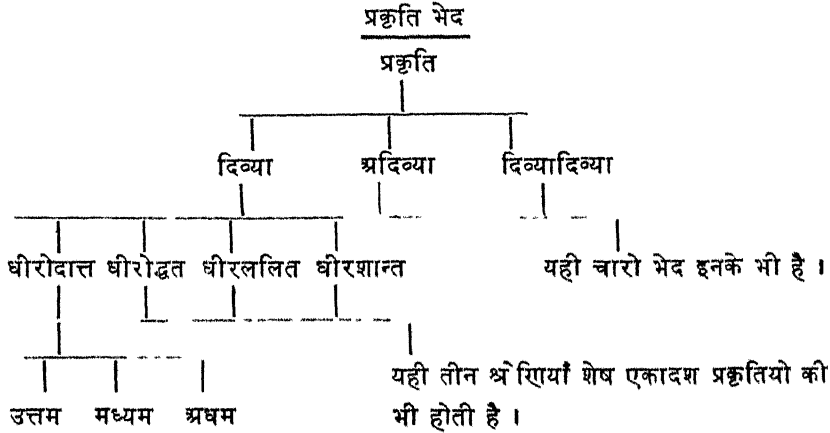 प्रकृति भेद
प्रकृति
दिव्या अदिव्या दिव्यादिव्या
धीरोदात्त धीरोद्धत धीरललित धीरशान्त यही चारो भेद इनके भी है ।
यही तीन श्रेणियाँ शेष एकादश प्रकृतियो की
उत्तम मध्यम अधम भी होती है ।